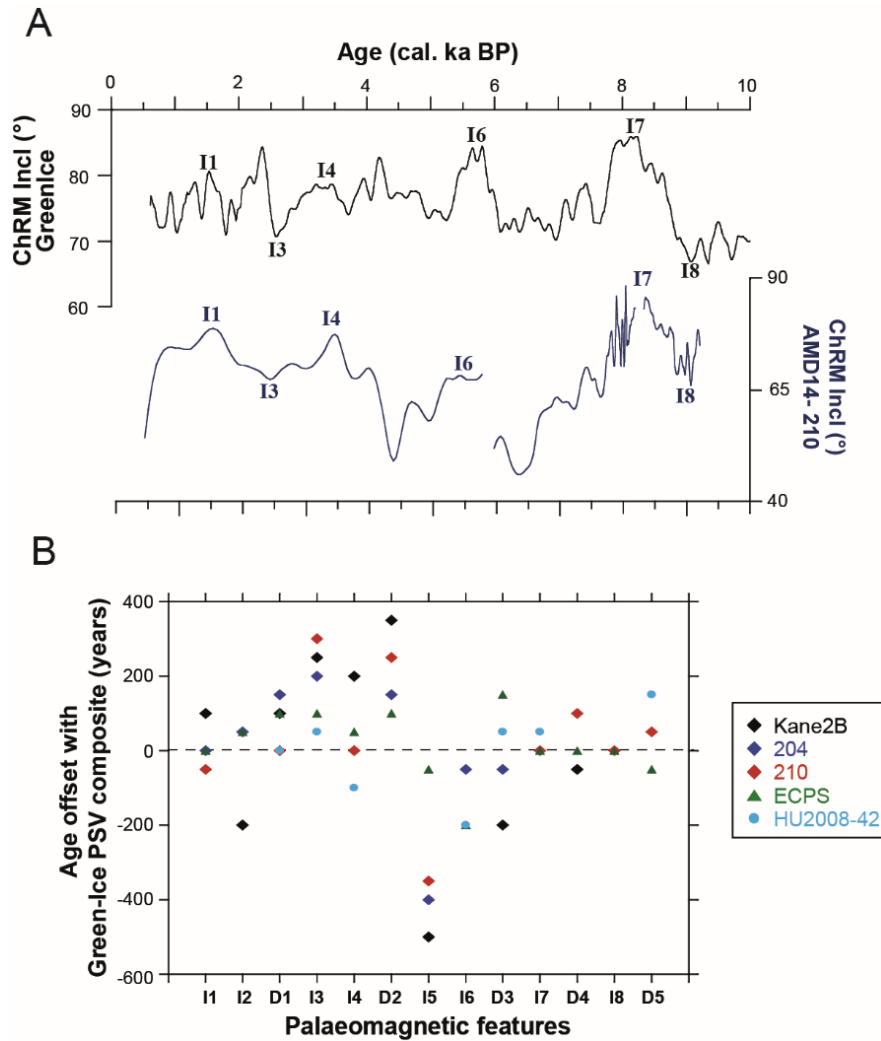 A
Age (cal. ka BP)
0 2 4 6 8 10
90
80
70
60
ChRM Incl (°)
GreenIce
I1 I3 I4 I6 I7 I8
90
65
40
ChRM Incl (°)
AMD14- 210
I1 I3 I4 I6 I7 I8
B
400
200
0
-200
-400
-600
Age offset with
Green-Ice PSV composite (years)
I1 I2 D1 I3 I4 D2 I5 I6 D3 I7 D4 I8 D5
Palaeomagnetic features
Kane2B
204
210
ECPS
HU2008-42